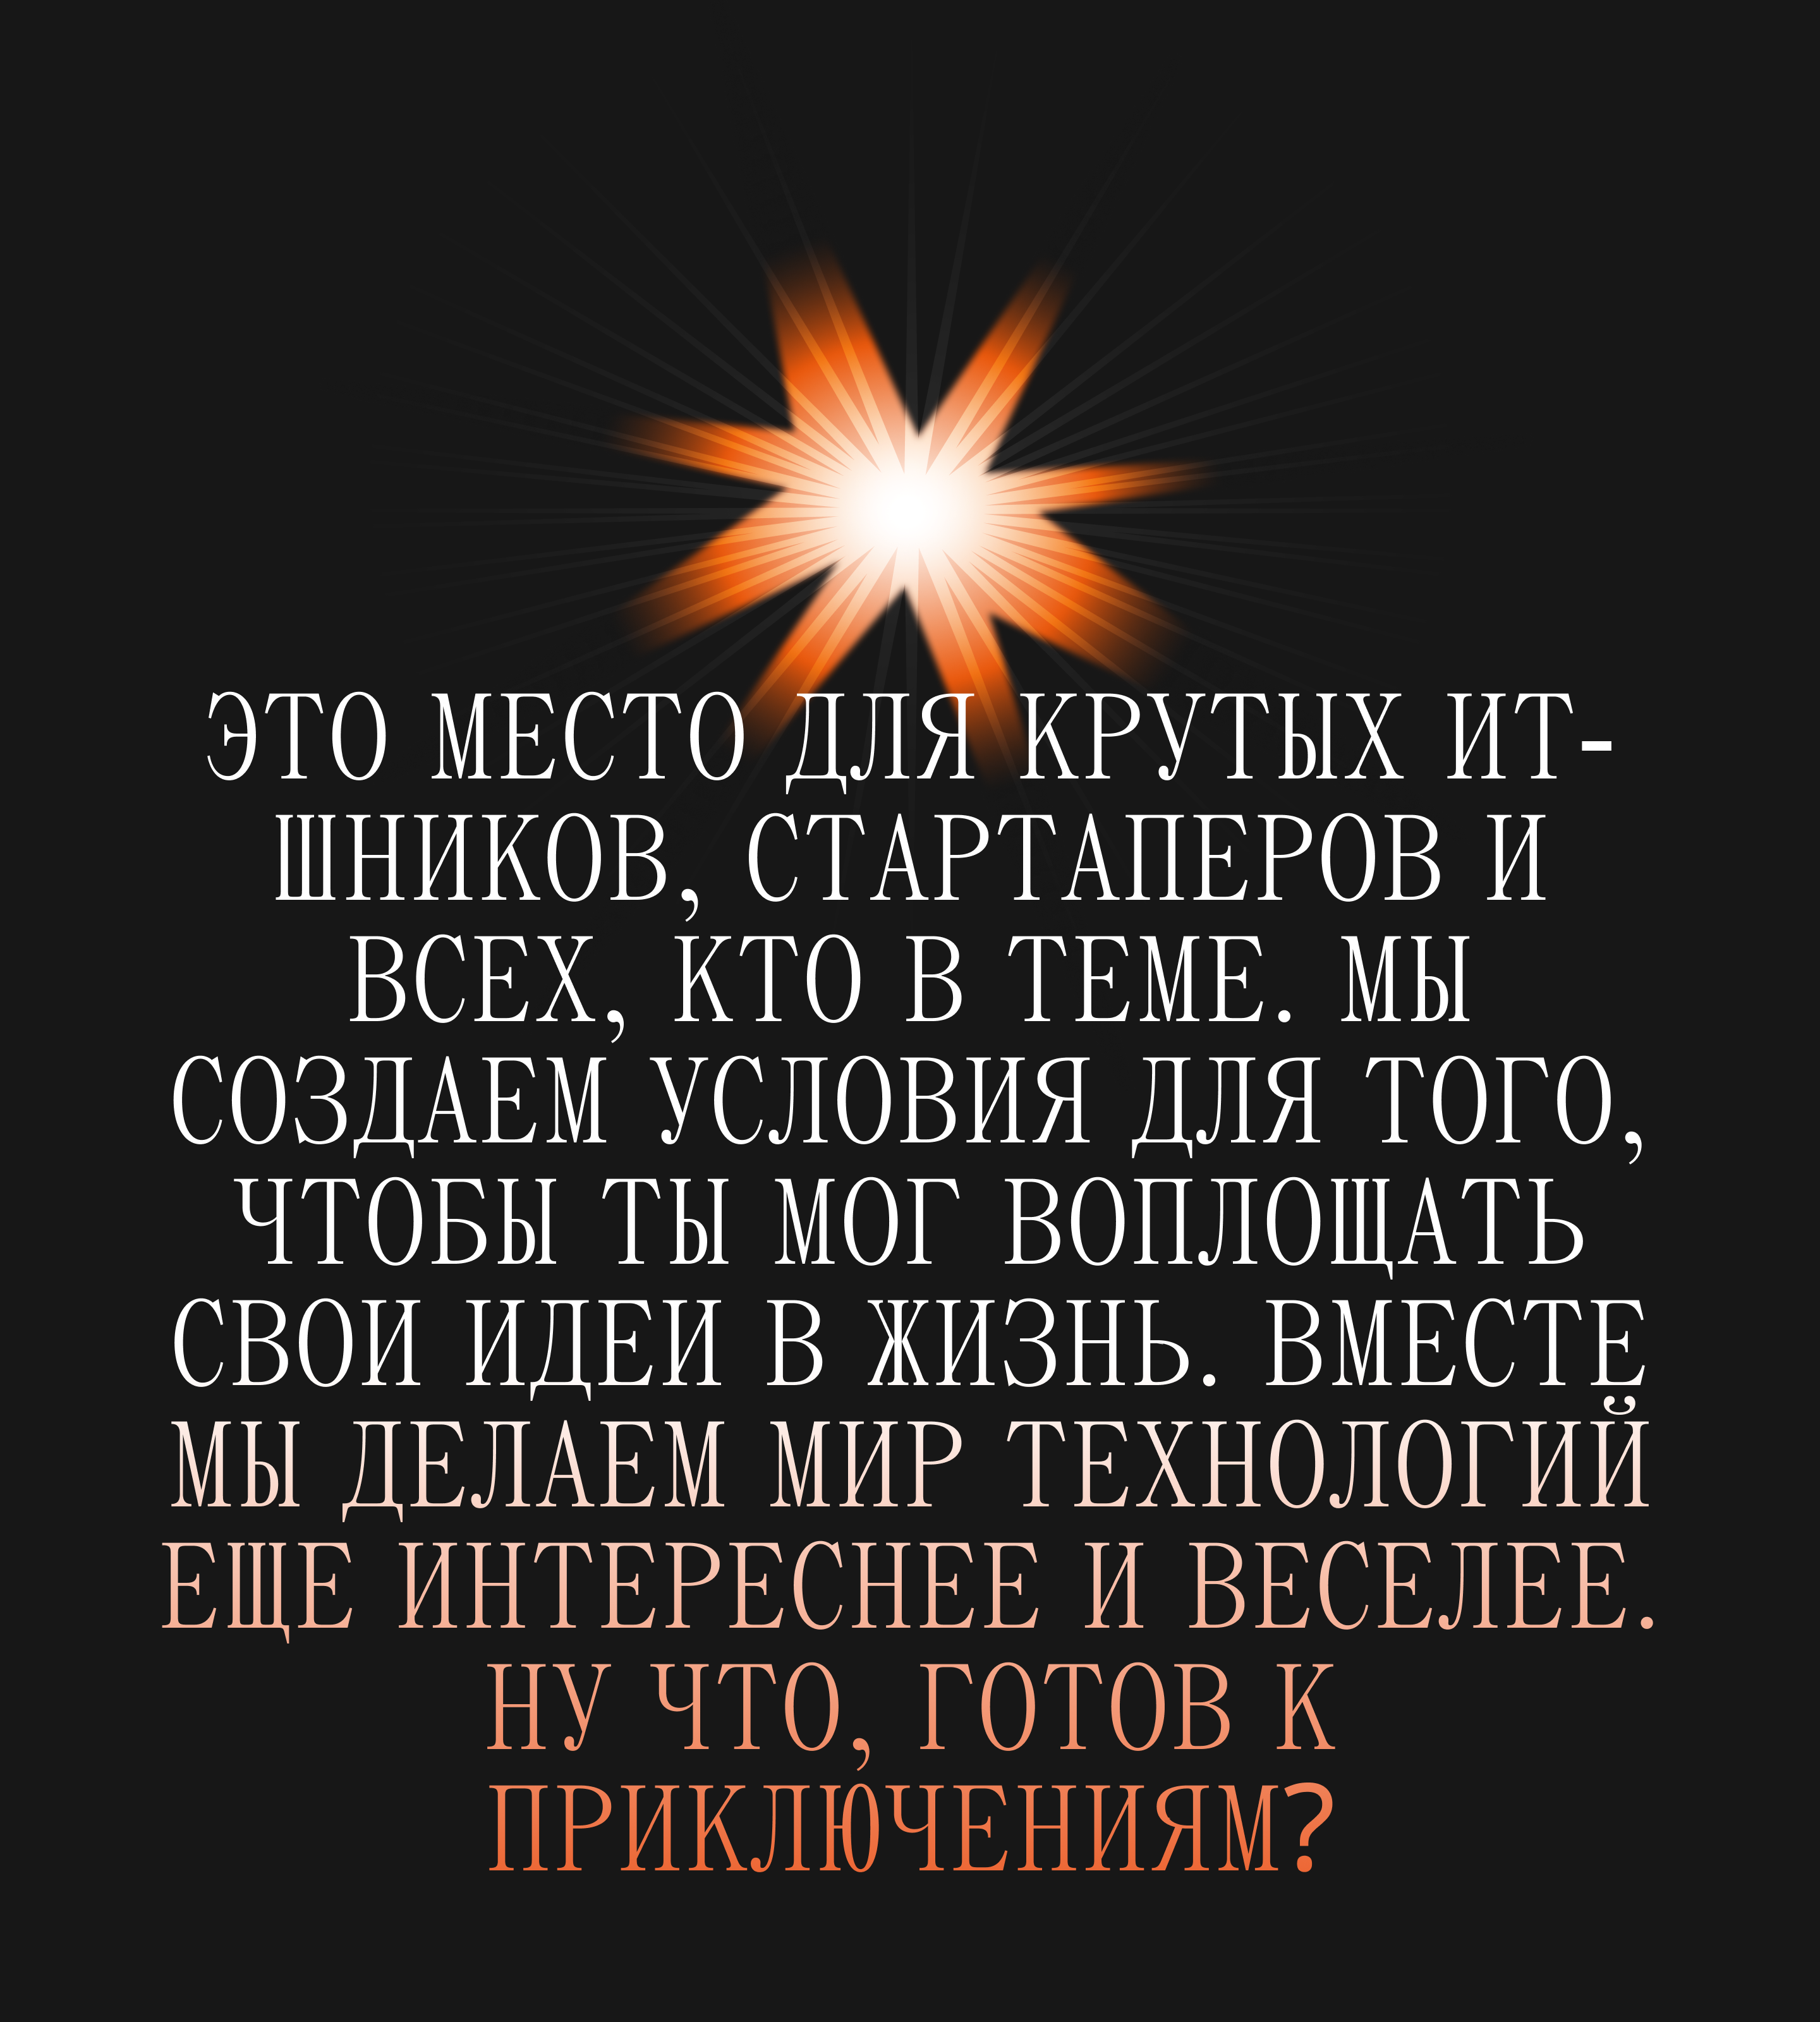 ЭТО МЕСТО ДЛЯ КРУТЫХ ИТ-
ШНИКОВ, СТАРТАПЕРОВ И
ВСЕХ, КТО В ТЕМЕ. МЫ
СОЗДАЕМ УСЛОВИЯ ДЛЯ ТОГО,
ЧТОБЫ ТЫ МОГ ВОПЛОЩАТЬ
СВОИ ИДЕИ В ЖИЗНЬ. ВМЕСТЕ
МЫ ДЕЛАЕМ МИР ТЕХНОЛОГИЙ
ЕЩЕ ИНТЕРЕСНЕЕ И ВЕСЕЛЕЕ.
НУ ЧТО, ГОТОВ К
ПРИКЛЮЧЕНИЯМ?